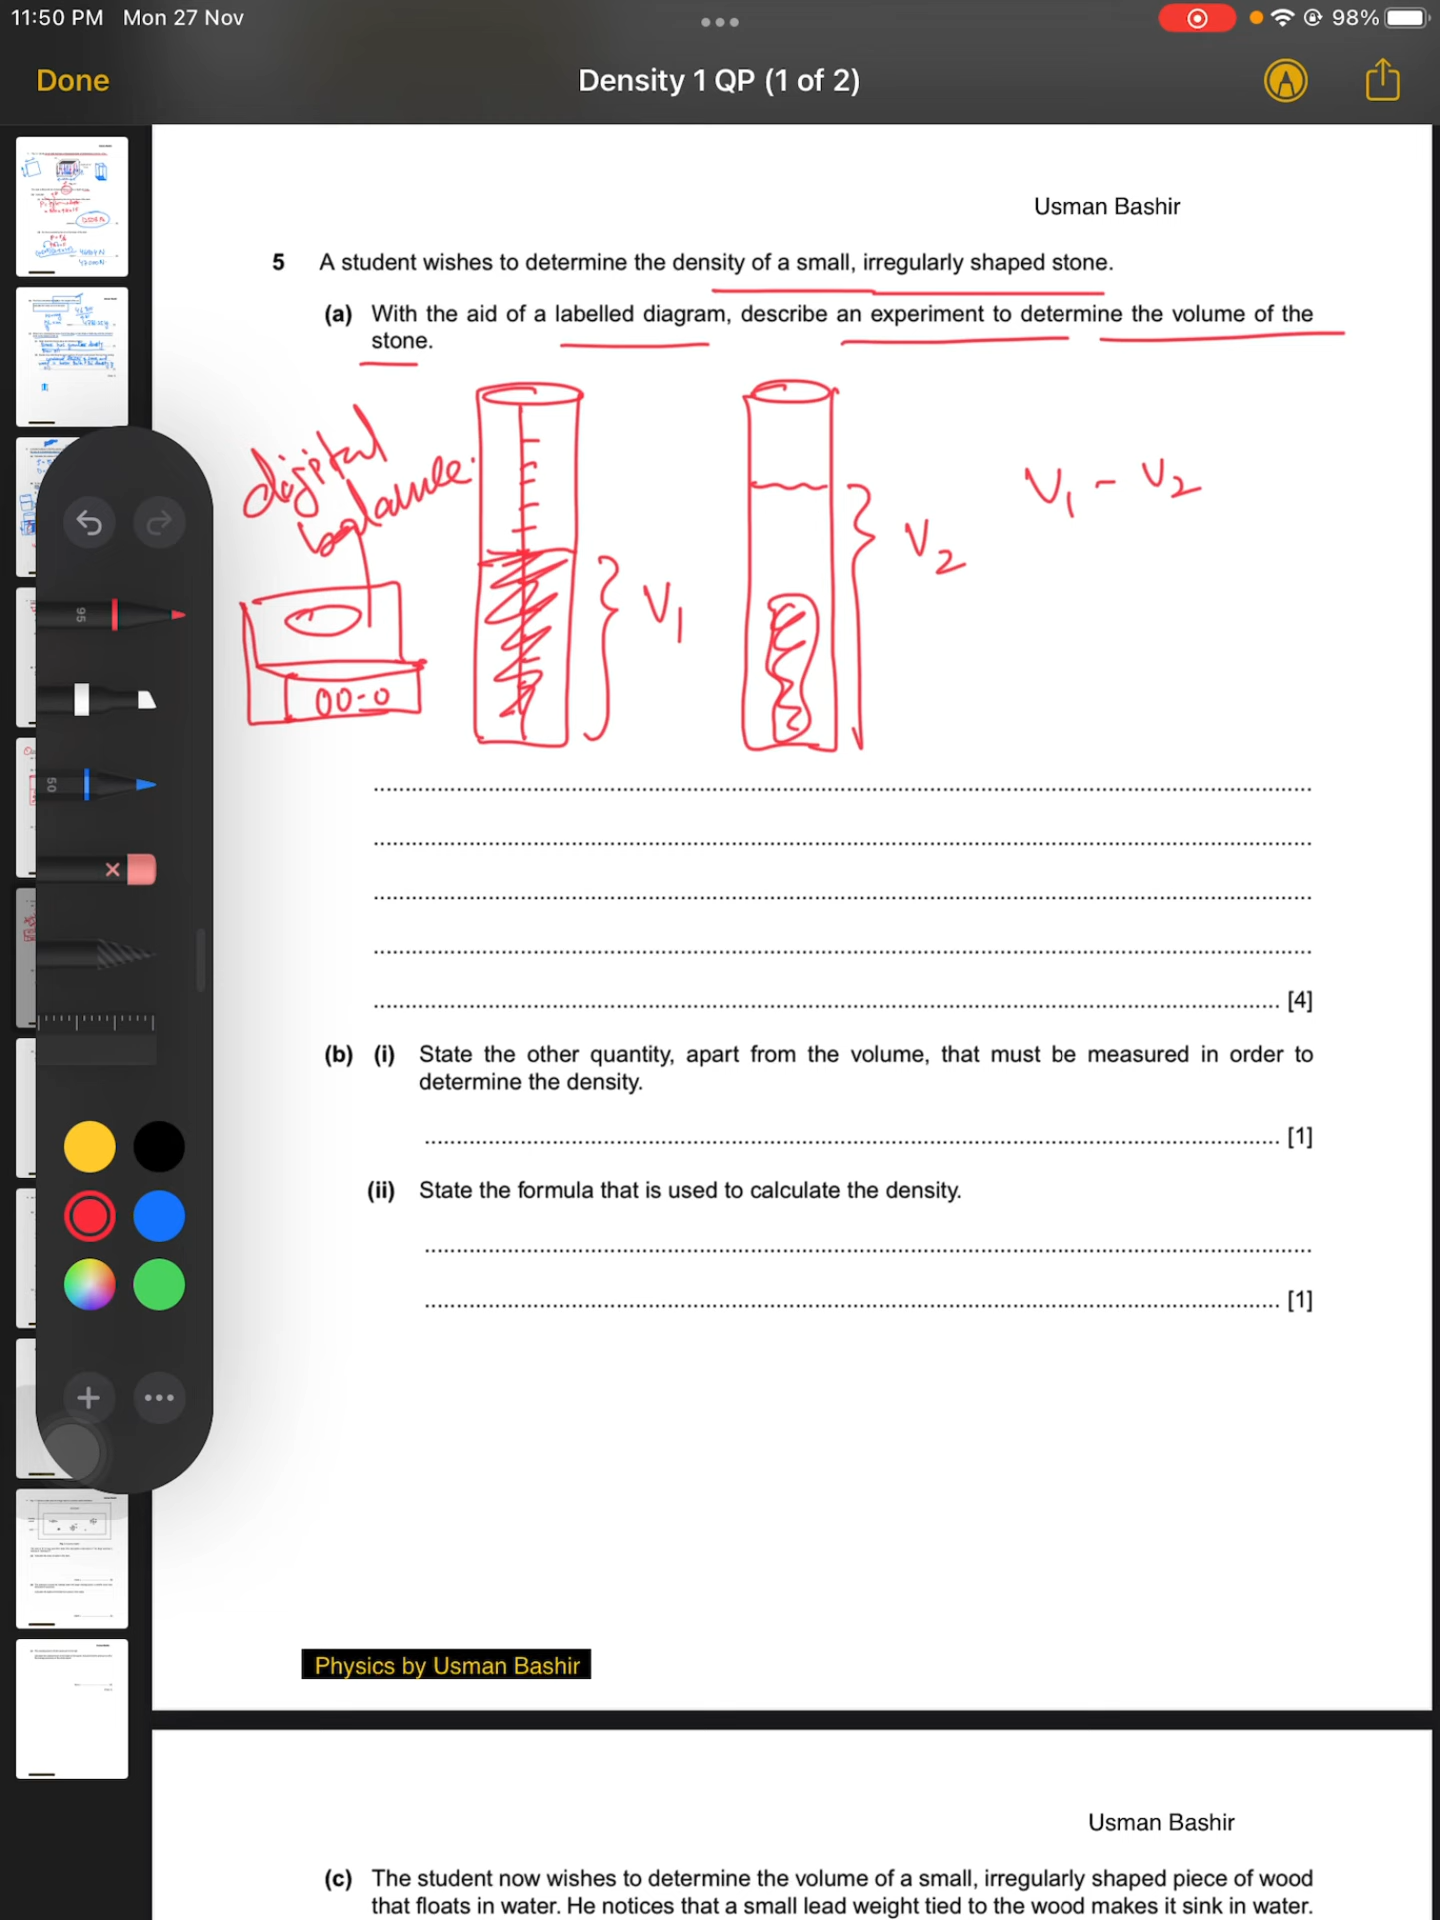 11:50 PM Mon 27 Nov
98%
Done
Density 1 QP (1 of 2)
Usman Bashir
5 A student wishes to determine the density of a small, irregularly shaped stone.
(a) With the aid of a labelled diagram, describe an experiment to determine the volume of the
stone.
digital
balance
00-0
V1
V2
V1 - V2
[4]
(b) (i) State the other quantity, apart from the volume, that must be measured in order to
determine the density.
[1]
(ii) State the formula that is used to calculate the density.
[1]
95
50
Physics by Usman Bashir
Usman Bashir
(c) The student now wishes to determine the volume of a small, irregularly shaped piece of wood
that floats in water. He notices that a small lead weight tied to the wood makes it sink in water.